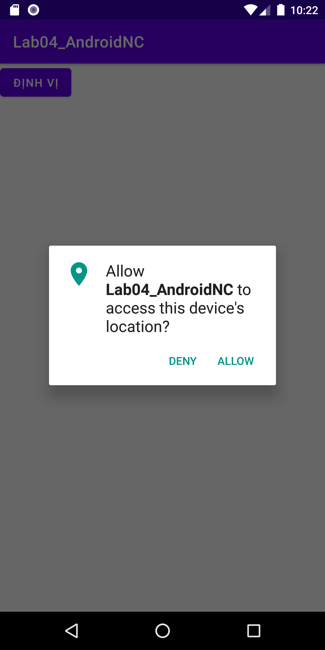 10:22
Lab04_AndroidNC
ĐỊNH VỊ
Allow
Lab04_AndroidNC to
access this device's
location?
DENY ALLOW